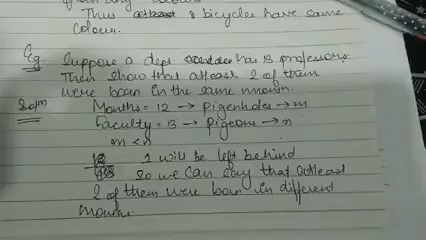 Thus atleast 8 bicycles have same
colour.
Eg. Suppose a dept has 13 professors.
Then show that atleast 2 of them
were born in the same month.
Soln Months = 12 → pigenholes → m
Faculty = 13 → pigeons → n
m < n
1 will be left behind
So we can say that atleast
2 of them were born in different
months.